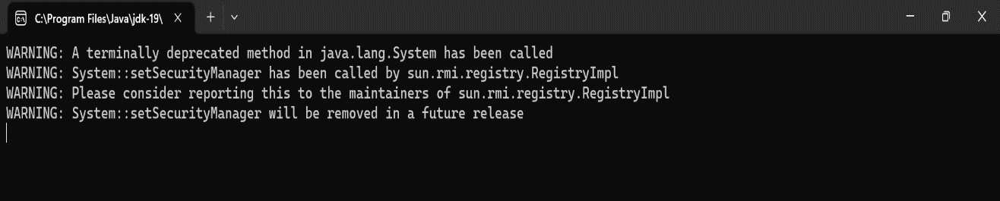 C:\Program Files\Java\jdk-19\
WARNING: A terminally deprecated method in java.lang.System has been called
WARNING: System::setSecurityManager has been called by sun.rmi.registry.RegistryImpl
WARNING: Please consider reporting this to the maintainers of sun.rmi.registry.RegistryImpl
WARNING: System::setSecurityManager will be removed in a future release